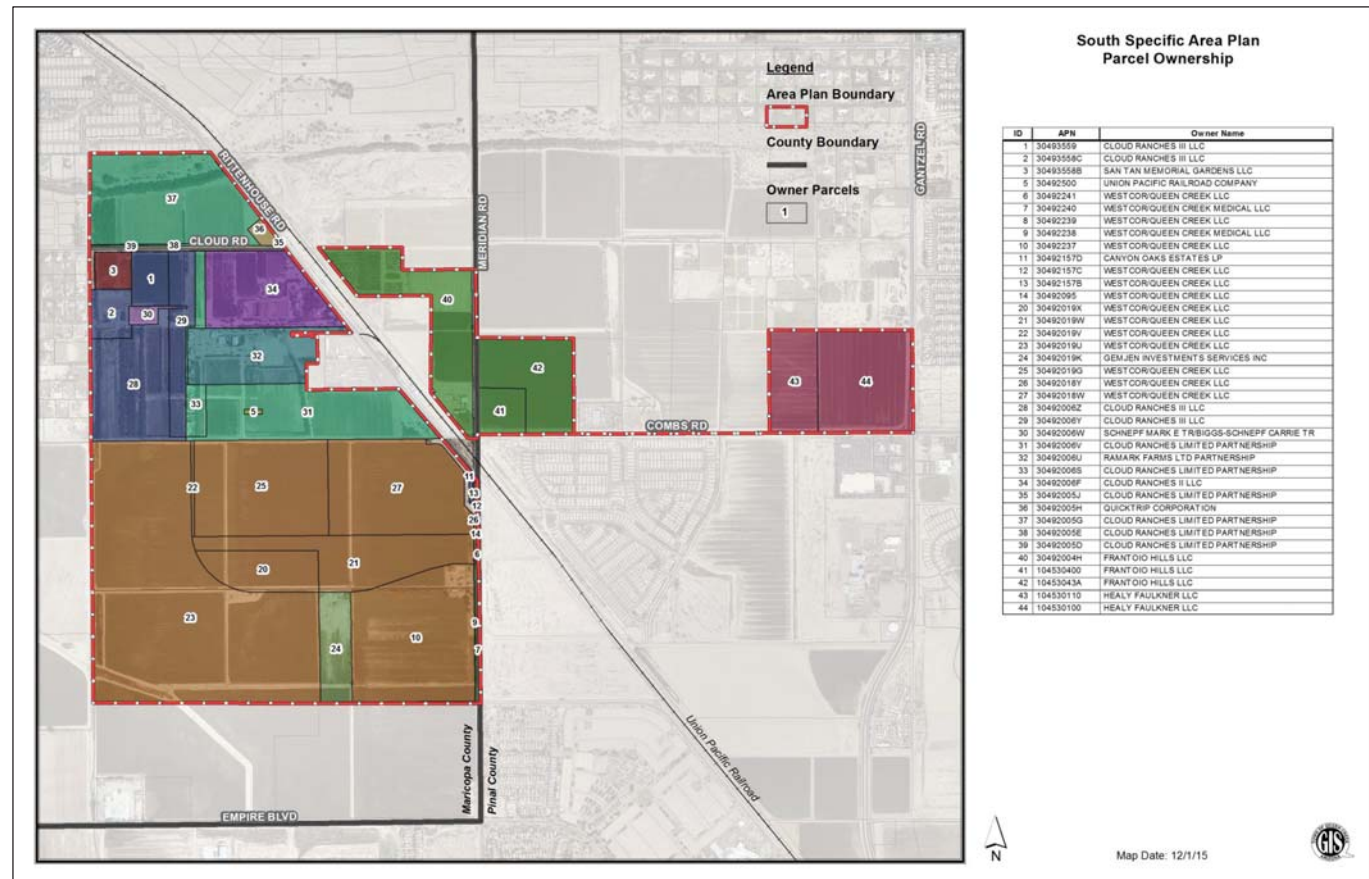 South Specific Area Plan
Parcel Ownership
Legend
Area Plan Boundary
County Boundary
Owner Parcels
1
RITTENHOUSE RD
MERIDIAN RD
GANTZEL RD
CLOUD RD
COMBS RD
EMPIRE BLVD
Union Pacific Railroad
Maricopa County
Pinal County
37
36
35
39
38
3
1
34
2
30
29
40
32
28
33
5
31
42
41
43
44
11
13
12
26
14
6
22
25
27
20
21
23
24
10
9
7
ID APN Owner Name
1 30493559 CLOUD RANCHES III LLC
2 30493558C CLOUD RANCHES III LLC
3 30493558B SAN TAN MEMORIAL GARDENS LLC
5 30492500 UNION PACIFIC RAILROAD COMPANY
6 30492241 WESTCOR/QUEEN CREEK LLC
7 30492240 WESTCOR/QUEEN CREEK MEDICAL LLC
8 30492239 WESTCOR/QUEEN CREEK LLC
9 30492238 WESTCOR/QUEEN CREEK MEDICAL LLC
10 30492237 WESTCOR/QUEEN CREEK LLC
11 30492157D CANYON OAKS ESTATES LP
12 30492157C WESTCOR/QUEEN CREEK LLC
13 30492157B WESTCOR/QUEEN CREEK LLC
14 30492095 WESTCOR/QUEEN CREEK LLC
20 30492019X WESTCOR/QUEEN CREEK LLC
21 30492019W WESTCOR/QUEEN CREEK LLC
22 30492019V WESTCOR/QUEEN CREEK LLC
23 30492019U WESTCOR/QUEEN CREEK LLC
24 30492019K GEMJEN INVESTMENTS SERVICES INC
25 30492019G WESTCOR/QUEEN CREEK LLC
26 30492018Y WESTCOR/QUEEN CREEK LLC
27 30492018W WESTCOR/QUEEN CREEK LLC
28 30492006Z CLOUD RANCHES III LLC
29 30492006Y CLOUD RANCHES III LLC
30 30492006W SCHNEPF MARK E TR/BIGGS-SCHNEPF CARRIE TR
31 30492006V CLOUD RANCHES LIMITED PARTNERSHIP
32 30492006U RAMARK FARMS LTD PARTNERSHIP
33 30492006S CLOUD RANCHES LIMITED PARTNERSHIP
34 30492006F CLOUD RANCHES II LLC
35 30492005J CLOUD RANCHES LIMITED PARTNERSHIP
36 30492005H QUICKTRIP CORPORATION
37 30492005G CLOUD RANCHES LIMITED PARTNERSHIP
38 30492005E CLOUD RANCHES LIMITED PARTNERSHIP
39 30492005D CLOUD RANCHES LIMITED PARTNERSHIP
40 30492004H FRANTOIO HILLS LLC
41 104530400 FRANTOIO HILLS LLC
42 10453043A FRANTOIO HILLS LLC
43 104530110 HEALY FAULKNER LLC
44 104530100 HEALY FAULKNER LLC
N
Map Date: 12/1/15
GIS